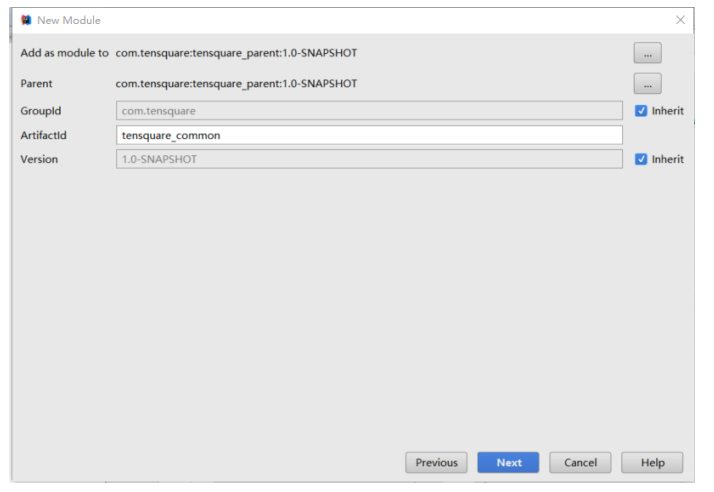 New Module
Add as module to com.tensquare:tensquare_parent:1.0-SNAPSHOT ...
Parent com.tensquare:tensquare_parent:1.0-SNAPSHOT ...
GroupId com.tensquare Inherit
ArtifactId tensquare_common
Version 1.0-SNAPSHOT Inherit
Previous Next Cancel Help